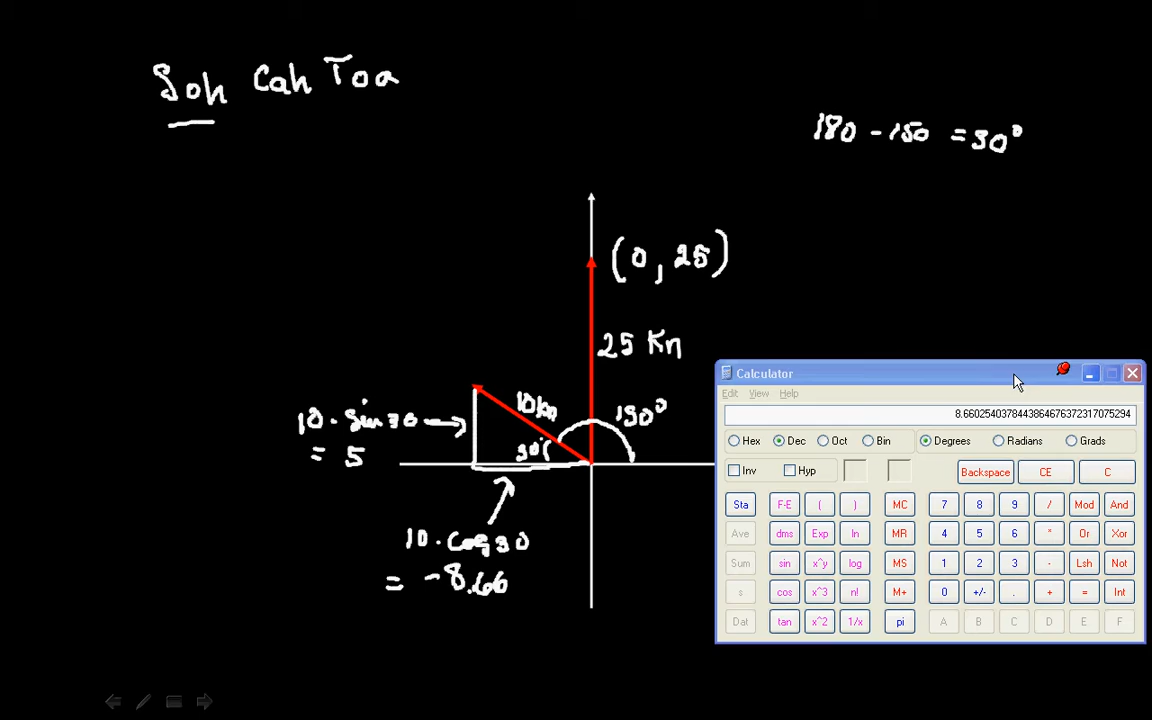 Soh Cah Toa
180 - 150 = 30°
(0, 25)
25 Kn
10 kn
150°
30°
10 · sin 30
= 5
10 · cos 30
= -8.66
Calculator
Edit View Help
8.6602540378443864676372317075294
Hex Dec Oct Bin Degrees Radians Grads
Inv Hyp Backspace CE C
Sta F-E ( ) MC 7 8 9 / Mod And
Ave dms Exp ln MR 4 5 6 * Or Xor
Sum sin x^y log MS 1 2 3 - Lsh Not
s cos x^3 n! M+ 0 +/- . + = Int
Dat tan x^2 1/x pi A B C D E F